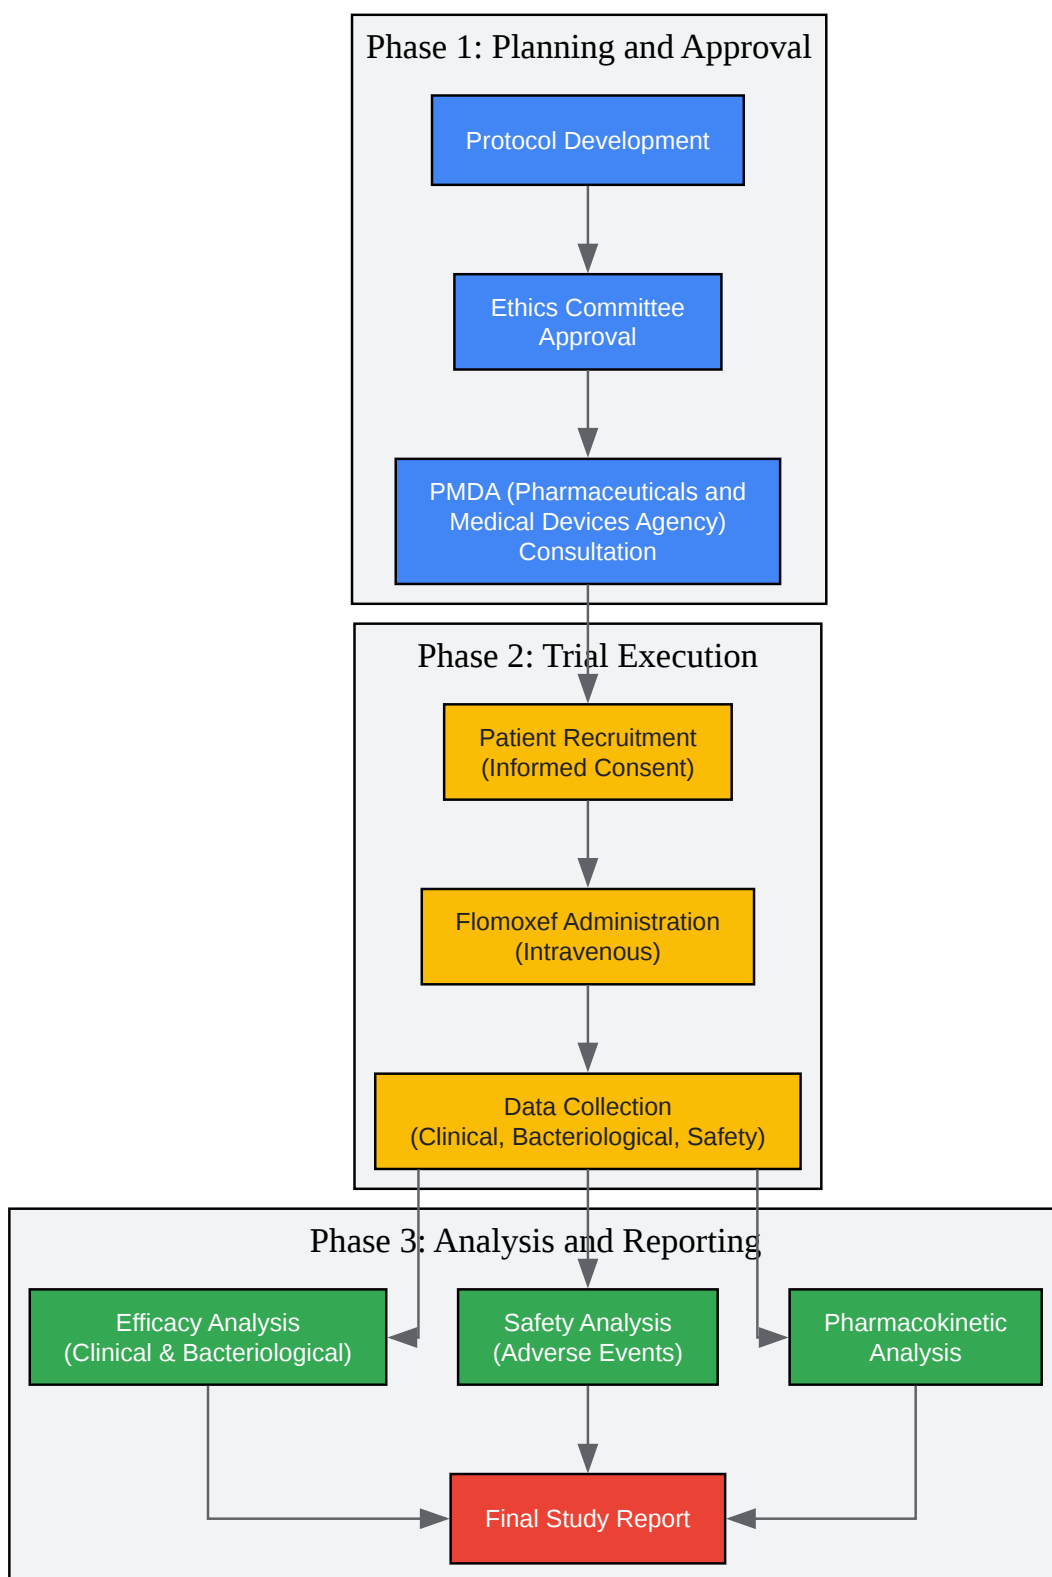 Phase 1: Planning and Approval
Protocol Development
Ethics Committee
Approval
PMDA (Pharmaceuticals and
Medical Devices Agency)
Consultation
Phase 2: Trial Execution
Patient Recruitment
(Informed Consent)
Flomoxef Administration
(Intravenous)
Data Collection
(Clinical, Bacteriological, Safety)
Phase 3: Analysis and Reporting
Efficacy Analysis
(Clinical & Bacteriological)
Safety Analysis
(Adverse Events)
Pharmacokinetic
Analysis
Final Study Report